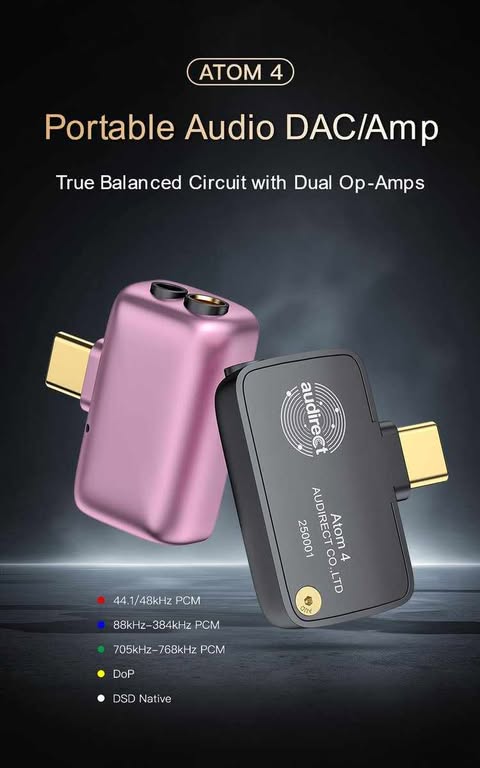 ATOM 4
Portable Audio DAC/Amp
True Balanced Circuit with Dual Op-Amps
audirect
Atom 4
AUDIRECT CO.,LTD
250001
44.1/48kHz PCM
88kHz–384kHz PCM
705kHz–768kHz PCM
DoP
DSD Native